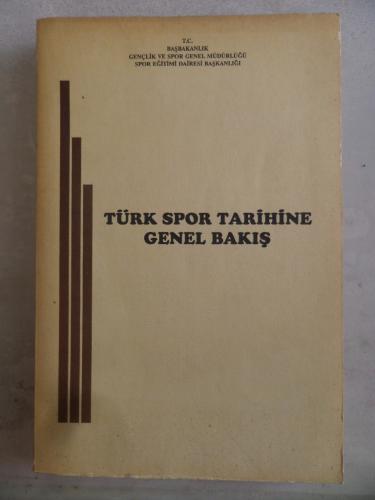 T.C.
BAŞBAKANLIK
GENÇLİK VE SPOR GENEL MÜDÜRLÜĞÜ
SPOR EĞİTİMİ DAİRESİ BAŞKANLIĞI
TÜRK SPOR TARİHİNE
GENEL BAKIŞ